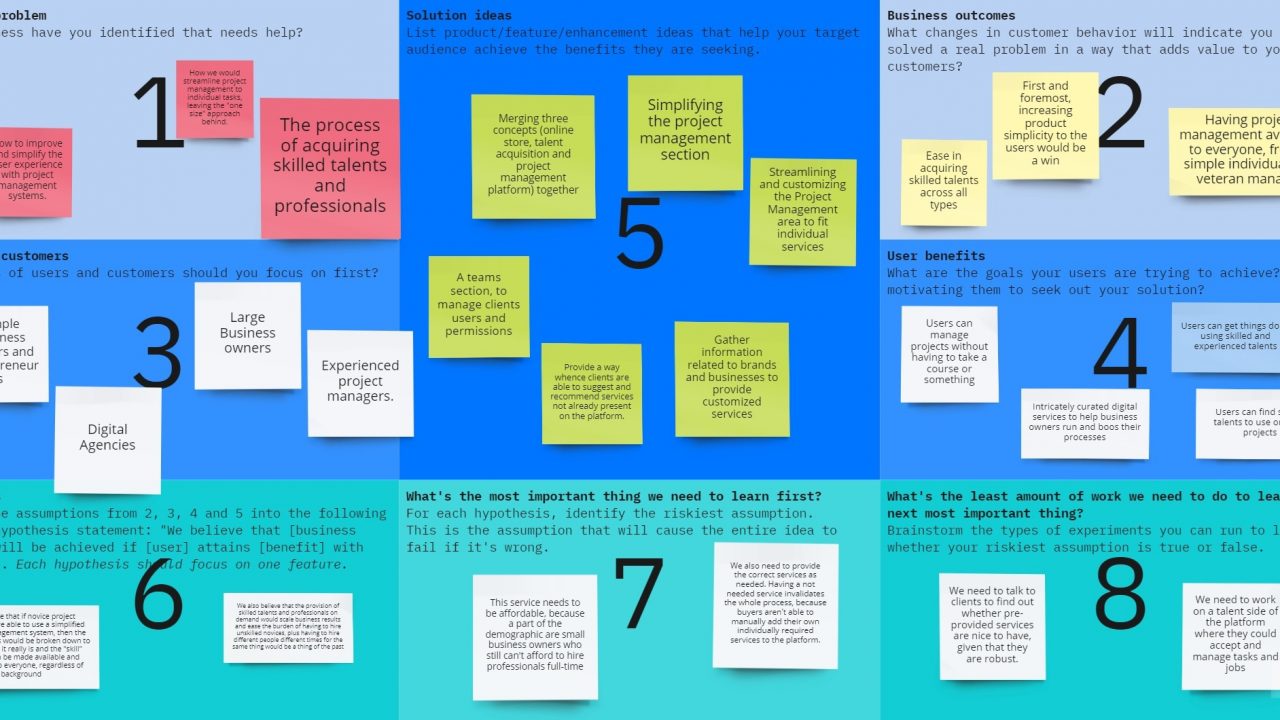 roblem
ess have you identified that needs help?
1
How we would
streamline project
management to
individual tasks,
leaving the "one
size" approach
behind.
The process
of acquiring
skilled talents
and
professionals
ow to improve
nd simplify the
ser experience
with project
management
systems.
Solution ideas
List product/feature/enhancement ideas that help your target
audience achieve the benefits they are seeking.
5
Merging three
concepts (online
store, talent
acquisition and
project
management
platform) together
Simplifying
the project
management
section
Streamlining
and customizing
the Project
Management
area to fit
individual
services
A teams
section, to
manage clients
users and
permissions
Provide a way
whence clients are
able to suggest and
recommend services
not already present
on the platform.
Gather
information
related to brands
and businesses to
provide
customized
services
Business outcomes
What changes in customer behavior will indicate you
solved a real problem in a way that adds value to yo
customers?
2
First and
foremost,
increasing
product
simplicity to the
users would be
a win
Ease in
acquiring
skilled talents
across all
types
Having proje
management av
to everyone, fr
simple individua
veteran mana
customers
of users and customers should you focus on first?
3
ple
ness
rs and
preneur
s
Large
Business
owners
Experienced
project
managers.
Digital
Agencies
User benefits
What are the goals your users are trying to achieve?
motivating them to seek out your solution?
4
Users can
manage
projects without
having to take a
course or
something
Users can get things do
using skilled and
experienced talents
Intricately curated digital
services to help business
owners run and boos their
processes
Users can find s
talents to use o
projects
s
e assumptions from 2, 3, 4 and 5 into the following
ypothesis statement: "We believe that [business
ill be achieved if [user] attains [benefit] with
. Each hypothesis should focus on one feature.
6
e that if novice project
re able to use a simplified
gement system, then the
s would be broken down to
it really is and the "skill"
be made available and
o everyone, regardless of
background
We also believe that the provision of
skilled talents and professionals on
demand would scale business results
and ease the burden of having to hire
unskilled novices, plus having to hire
different people different times for the
same thing would be a thing of the past
What's the most important thing we need to learn first?
For each hypothesis, identify the riskiest assumption.
This is the assumption that will cause the entire idea to
fail if it's wrong.
7
This service needs to
be affordable, because
a part of the
demographic are small
business owners who
still can't afford to hire
professionals full-time
We also need to provide
the correct services as
needed. Having a not
needed service invalidates
the whole process, because
buyers aren't able to
manually add their own
individually required
services to the platform.
What's the least amount of work we need to do to lea
next most important thing?
Brainstorm the types of experiments you can run to l
whether your riskiest assumption is true or false.
8
We need to talk to
clients to find out
whether pre-
provided services
are nice to have,
given that they
are robust.
We need to work
on a talent side of
the platform
where they could
accept and
manage tasks and
jobs